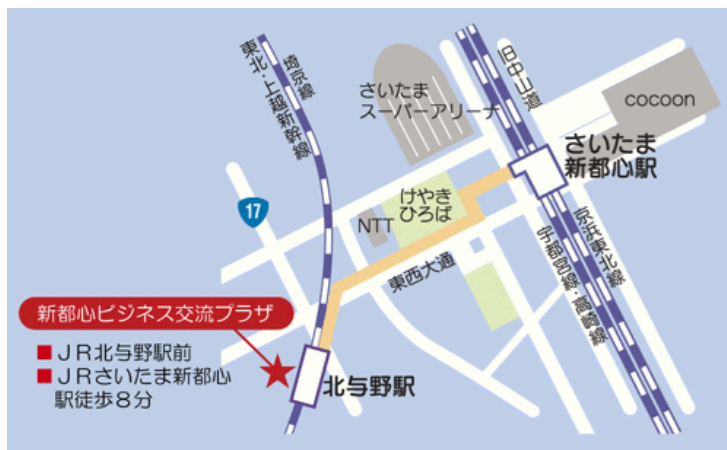 埼京線
東北・上越新幹線
さいたま
スーパーアリーナ
旧中山道
cocoon
さいたま
新都心駅
けやき
ひろば
NTT
17
東西大通
京浜東北線
宇都宮線・高崎線
新都心ビジネス交流プラザ
■ＪＲ北与野駅前
■ＪＲさいたま新都心
駅徒歩８分
北与野駅